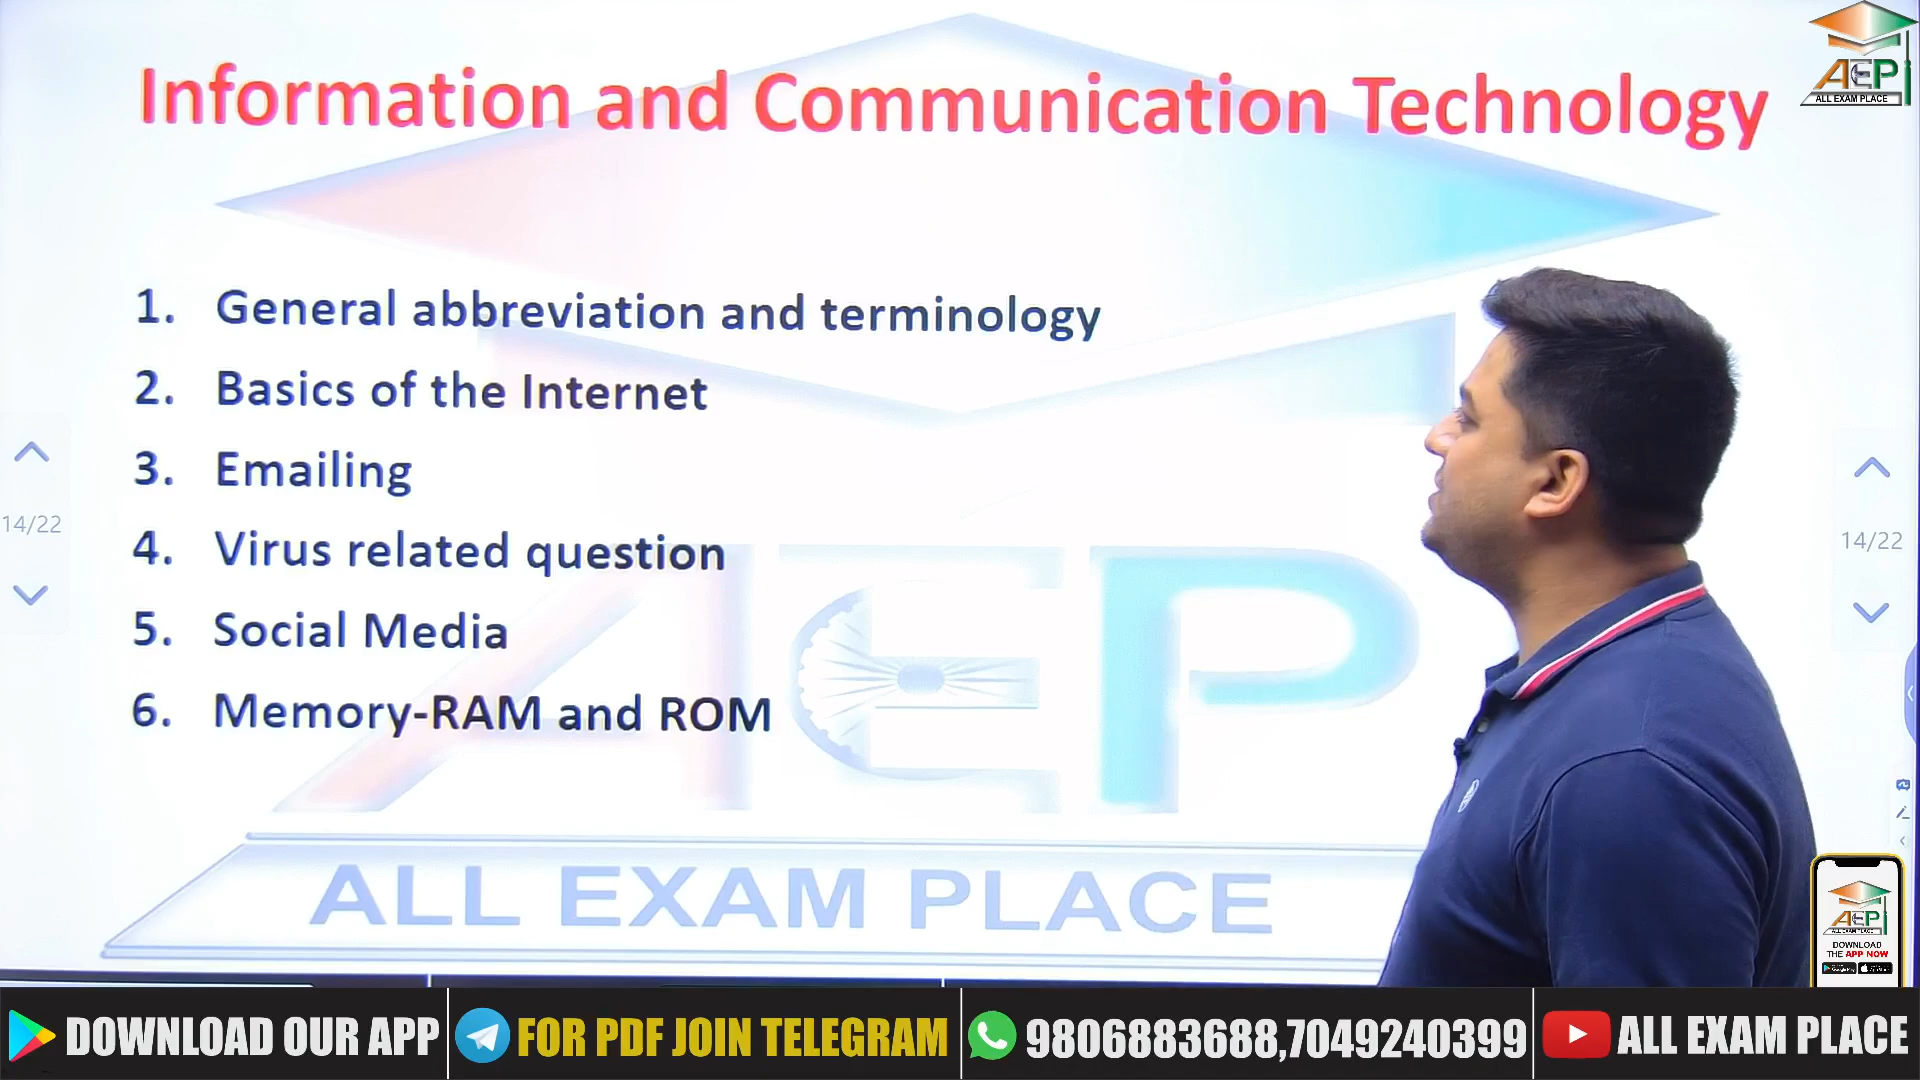 Information and Communication Technology
AEP
ALL EXAM PLACE
1. General abbreviation and terminology
2. Basics of the Internet
3. Emailing
4. Virus related question
5. Social Media
6. Memory-RAM and ROM
14/22
14/22
AEP
ALL EXAM PLACE
AEP
DOWNLOAD
THE APP NOW
DOWNLOAD OUR APP
FOR PDF JOIN TELEGRAM
9806883688,7049240399
ALL EXAM PLACE